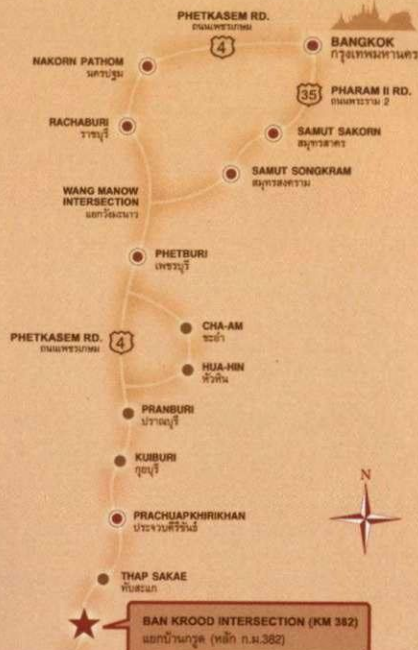 PHETKASEM RD.
ถนนเพชรเกษม
4
BANGKOK
กรุงเทพมหานคร
NAKORN PATHOM
นครปฐม
35
PHARAM II RD.
ถนนพระราม 2
RACHABURI
ราชบุรี
SAMUT SAKORN
สมุทรสาคร
SAMUT SONGKRAM
สมุทรสงคราม
WANG MANOW
INTERSECTION
แยกวังมะนาว
PHETBURI
เพชรบุรี
CHA-AM
ชะอำ
PHETKASEM RD.
ถนนเพชรเกษม
4
HUA-HIN
หัวหิน
PRANBURI
ปราณบุรี
KUIBURI
กุยบุรี
N
PRACHUAPKHIRIKHAN
ประจวบคีรีขันธ์
THAP SAKAE
ทับสะแก
BAN KROOD INTERSECTION (KM 382)
แยกบ้านกรูด (หลัก ก.ม.382)